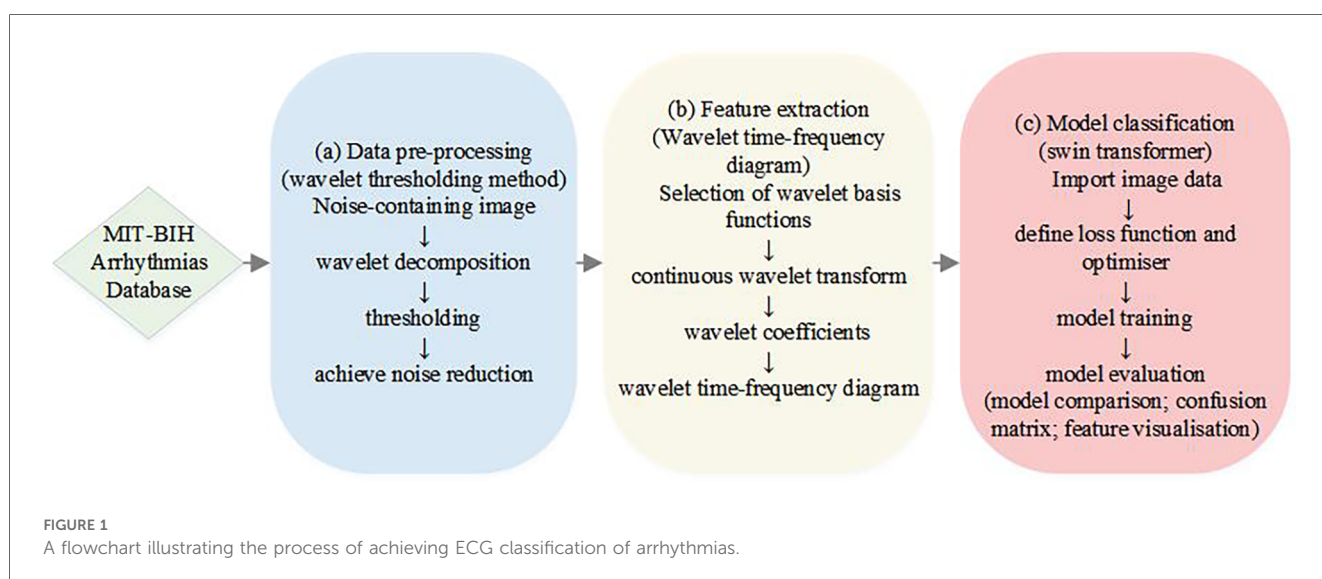 MIT-BIH
Arrhythmias
Database
(a) Data pre-processing
(wavelet thresholding method)
Noise-containing image
↓
wavelet decomposition
↓
thresholding
↓
achieve noise reduction
(b) Feature extraction
(Wavelet time-frequency
diagram)
Selection of wavelet basis
functions
↓
continuous wavelet transform
↓
wavelet coefficients
↓
wavelet time-frequency diagram
(c) Model classification
(swin transformer)
Import image data
↓
define loss function and
optimiser
↓
model training
↓
model evaluation
(model comparison; confusion
matrix; feature visualisation)
FIGURE 1
A flowchart illustrating the process of achieving ECG classification of arrhythmias.